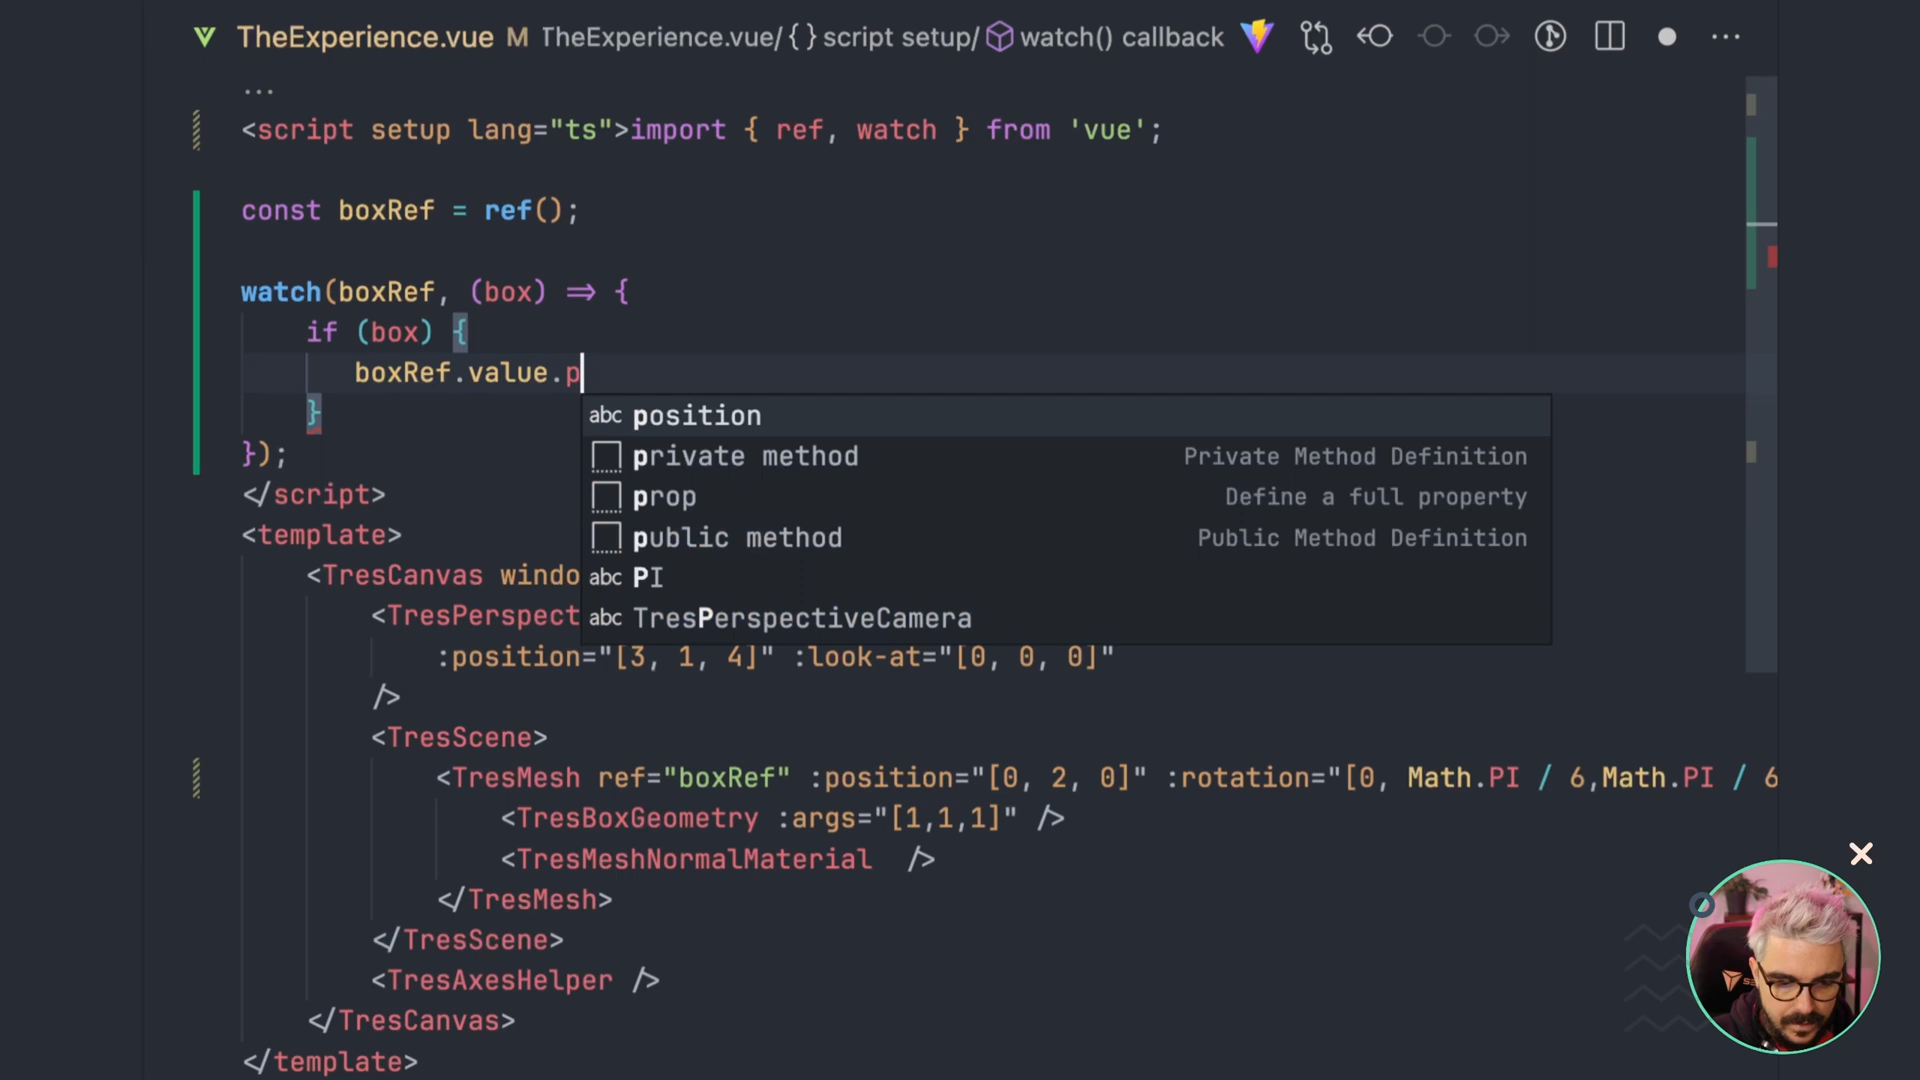 TheExperience.vue M TheExperience.vue/{ } script setup/ watch() callback ...
...
<script setup lang="ts">import { ref, watch } from 'vue';
const boxRef = ref();
watch(boxRef, (box) => {
if (box) {
boxRef.value.p
}
});
</script>
<template>
<TresCanvas windo
<TresPerspect
:position="[3, 1, 4]" :look-at="[0, 0, 0]"
/>
<TresScene>
<TresMesh ref="boxRef" :position="[0, 2, 0]" :rotation="[0, Math.PI / 6,Math.PI / 6
<TresBoxGeometry :args="[1,1,1]" />
<TresMeshNormalMaterial />
</TresMesh>
</TresScene>
<TresAxesHelper />
</TresCanvas>
</template>
abc position
private method Private Method Definition
prop Define a full property
public method Public Method Definition
abc PI
abc TresPerspectiveCamera